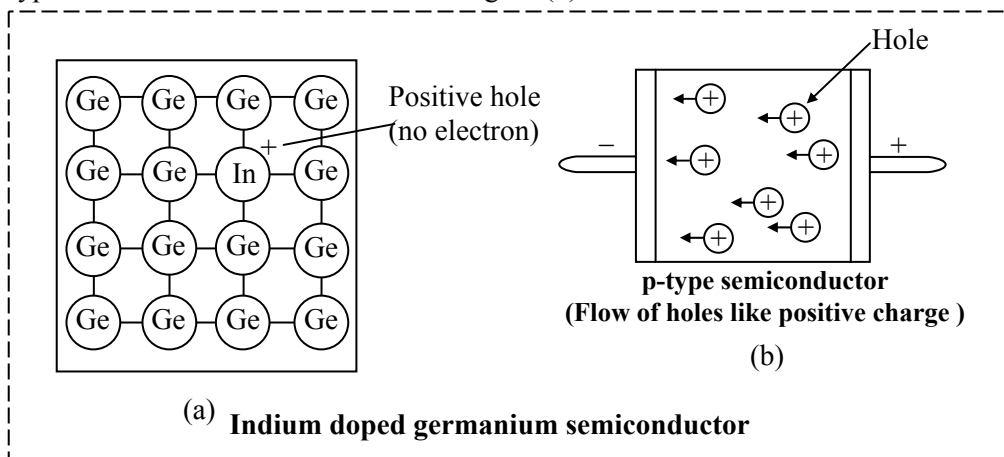 Ge Ge Ge Ge
Positive hole
(no electron)
+
Ge Ge In Ge
Ge Ge Ge Ge
Ge Ge Ge Ge
(a)
Hole
+ +
− +
+ +
+
+ +
p-type semiconductor
(Flow of holes like positive charge )
(b)
Indium doped germanium semiconductor